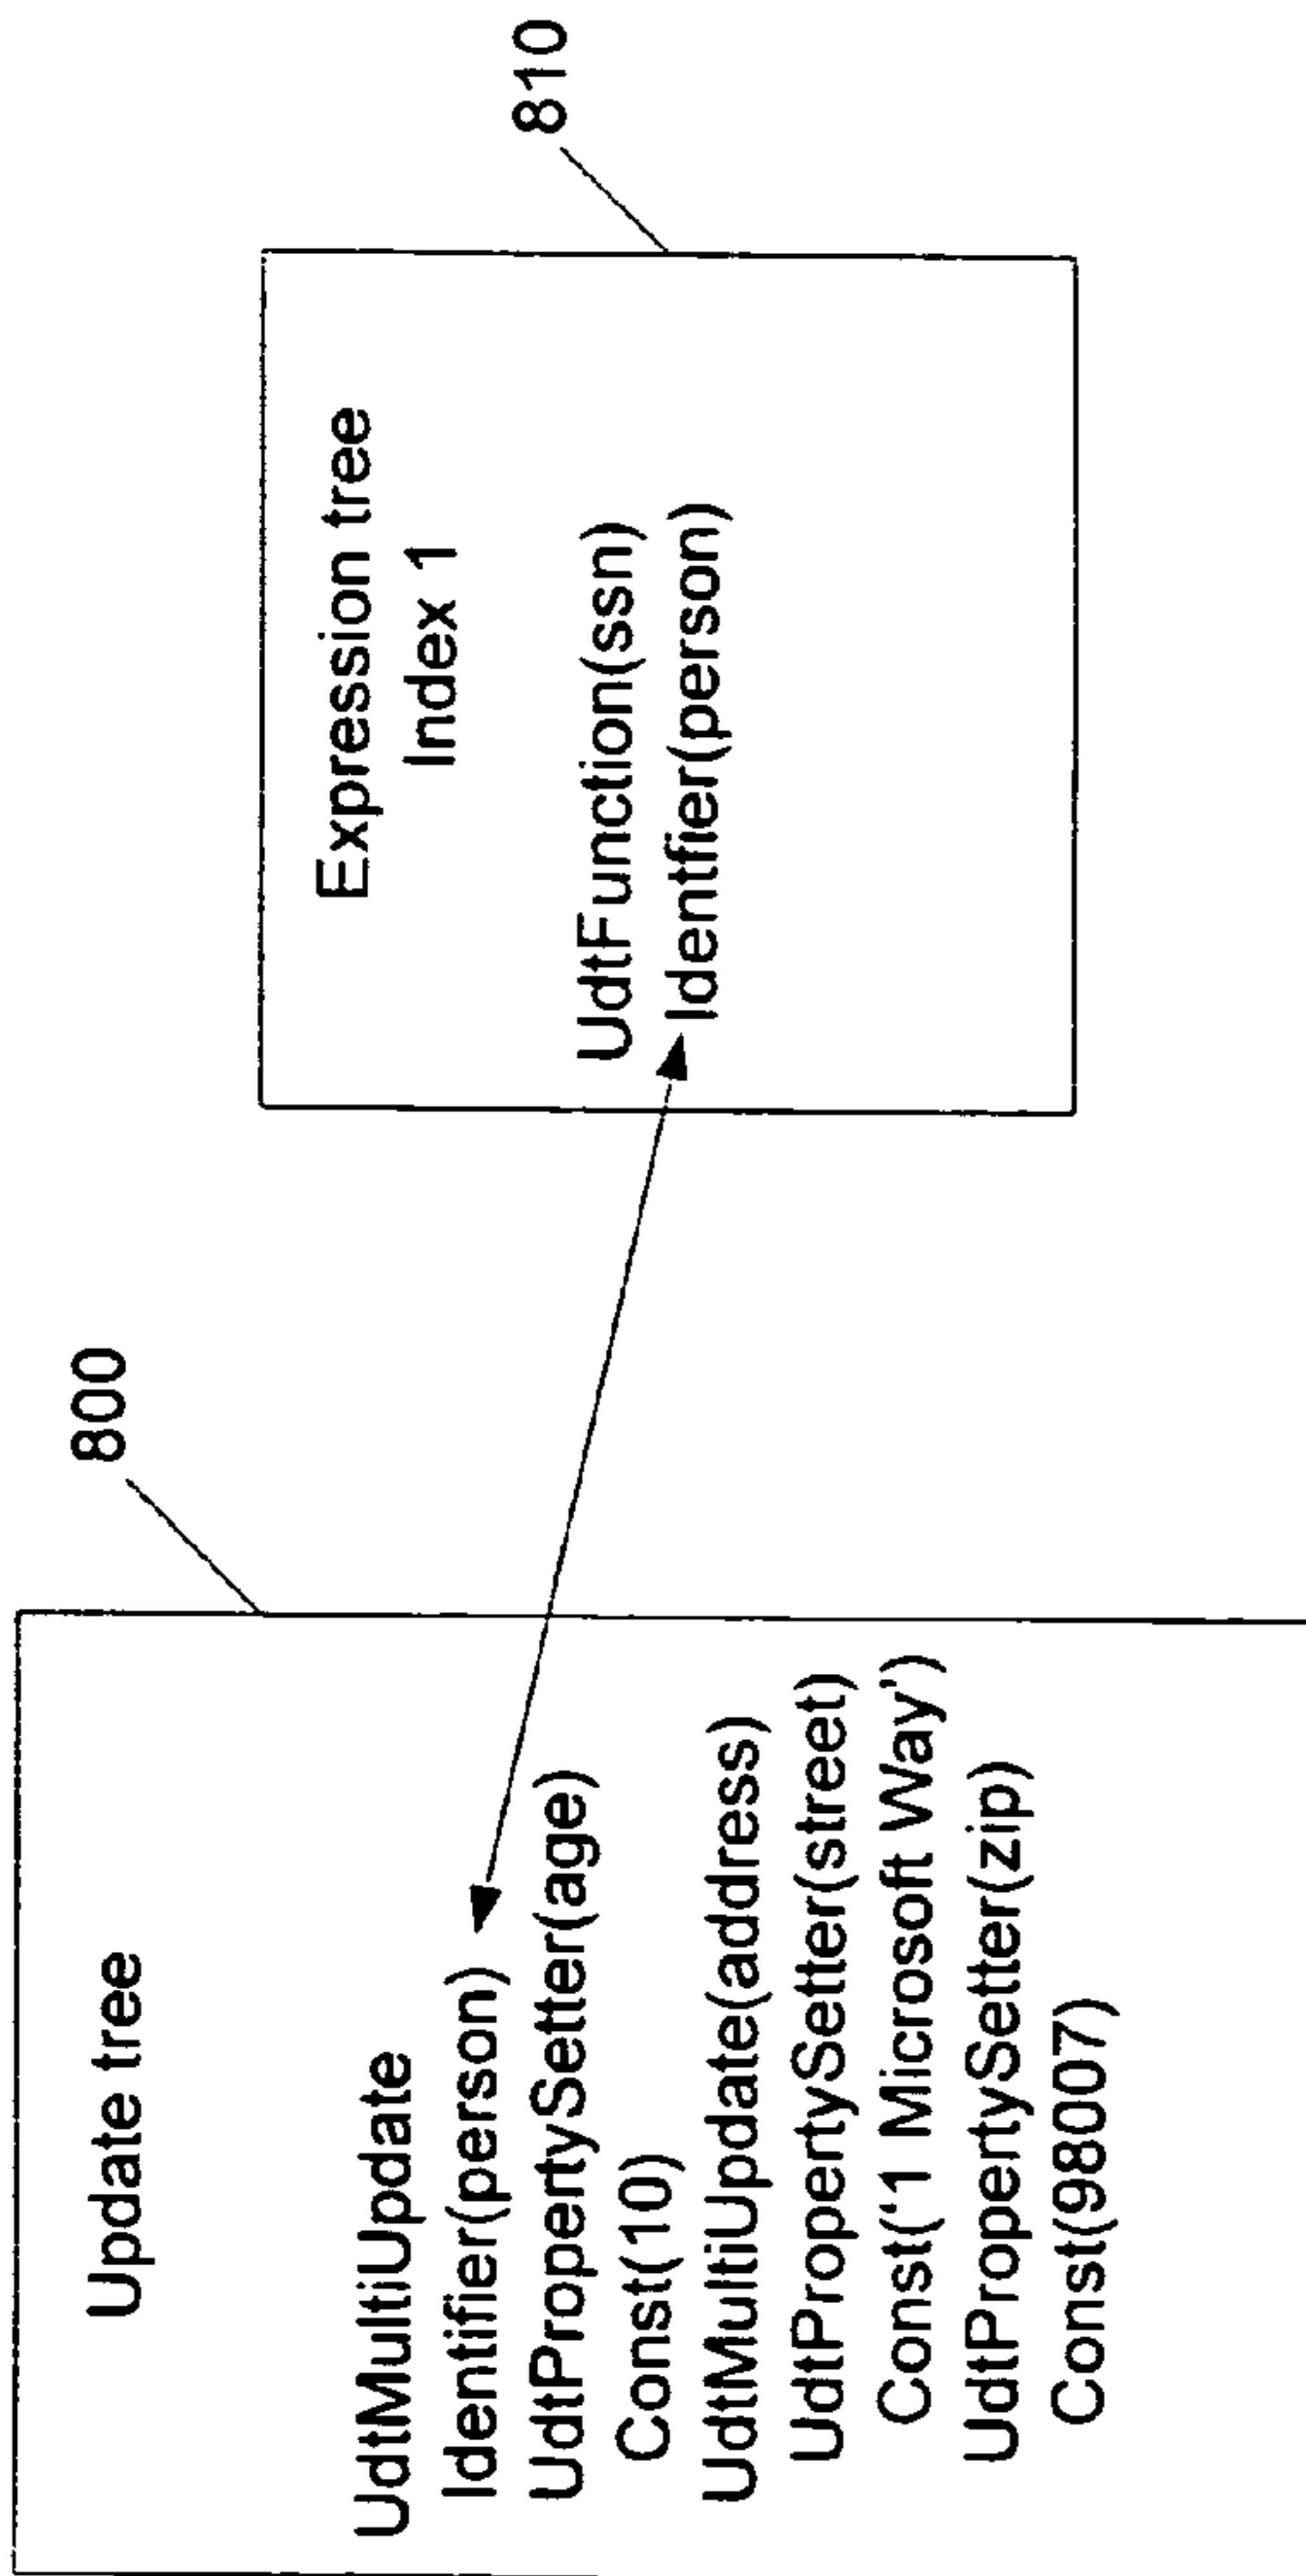 800
Update tree
UdtMultiUpdate
Identifier(person)
UdtPropertySetter(age)
Const(10)
UdtMultiUpdate(address)
UdtPropertySetter(street)
Const('1 Microsoft Way')
UdtPropertySetter(zip)
Const(98007)
810
Expression tree
Index 1
UdtFunction(ssn)
Identifier(person)